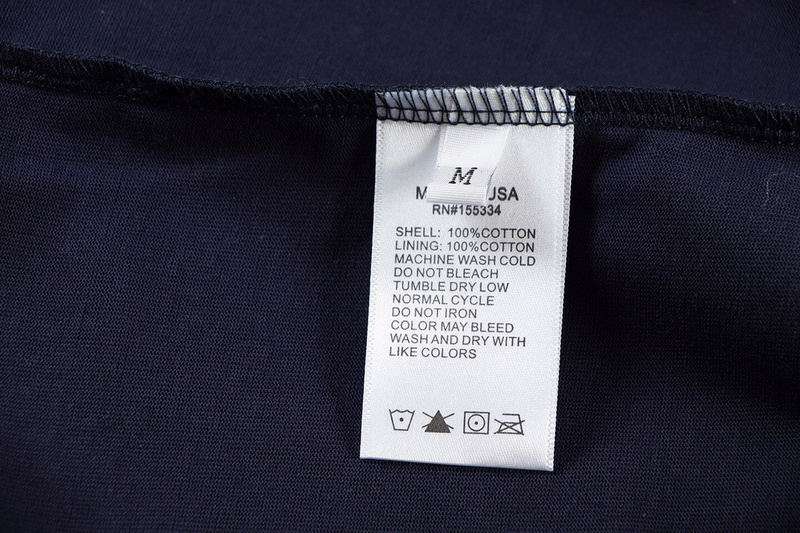 M
M USA
RN#155334
SHELL: 100%COTTON
LINING: 100%COTTON
MACHINE WASH COLD
DO NOT BLEACH
TUMBLE DRY LOW
NORMAL CYCLE
DO NOT IRON
COLOR MAY BLEED
WASH AND DRY WITH
LIKE COLORS